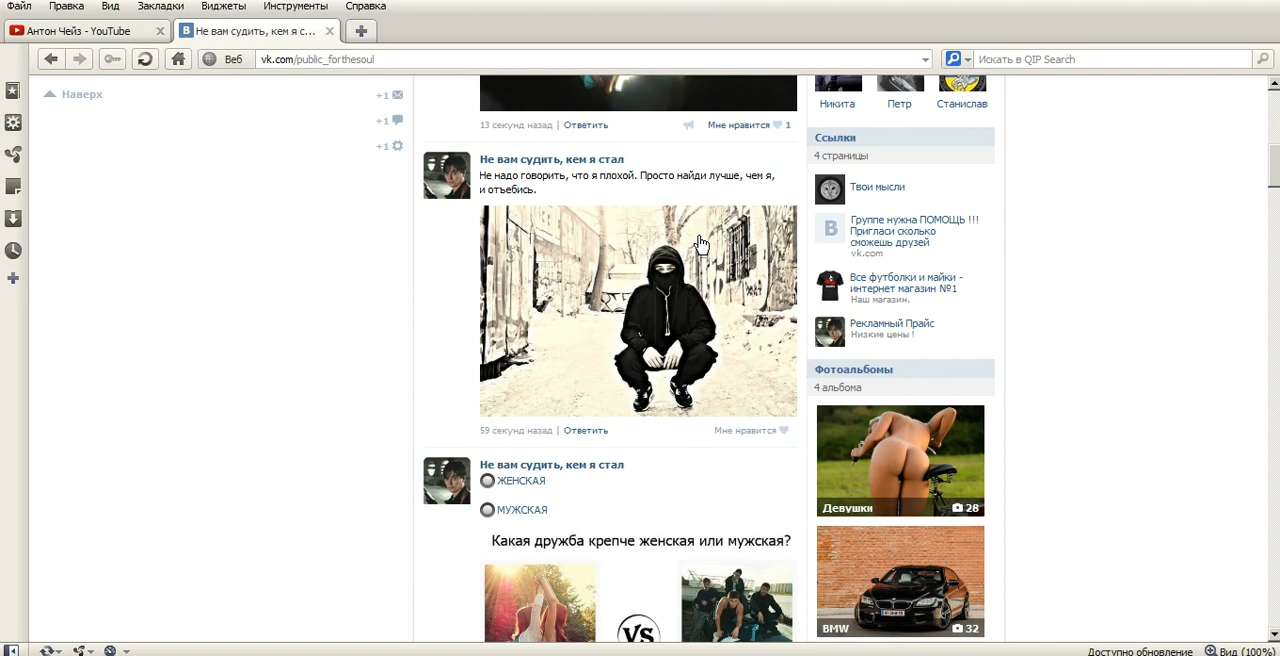 Файл Правка Вид Закладки Виджеты Инструменты Справка
Антон Чейз - YouTube
Не вам судить, кем я с...
Веб
vk.com/public_forthesoul
Искать в QIP Search
Наверх
+1
+1
+1
13 секунд назад | Ответить
Мне нравится 1
Не вам судить, кем я стал
Не надо говорить, что я плохой. Просто найди лучше, чем я,
и отъебись.
59 секунд назад | Ответить
Мне нравится
Не вам судить, кем я стал
ЖЕНСКАЯ
МУЖСКАЯ
Какая дружба крепче женская или мужская?
VS
Никита Петр Станислав
Ссылки
4 страницы
Твои мысли
B
Группе нужна ПОМОЩЬ !!!
Пригласи сколько
сможешь друзей
vk.com
Все футболки и майки -
интернет магазин №1
Наш магазин.
Рекламный Прайс
Низкие цены !
Фотоальбомы
4 альбома
Девушки 28
BMW 32
Доступно обновление
Вид (100%)